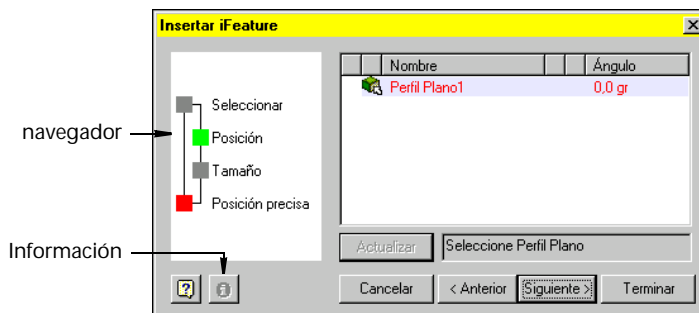 Insertar iFeature
Nombre Ángulo
Perfil Plano1 0,0 gr
Seleccionar
navegador
Posición
Tamaño
Posición precisa
Información
Actualizar Seleccione Perfil Plano
Cancelar < Anterior Siguiente > Terminar